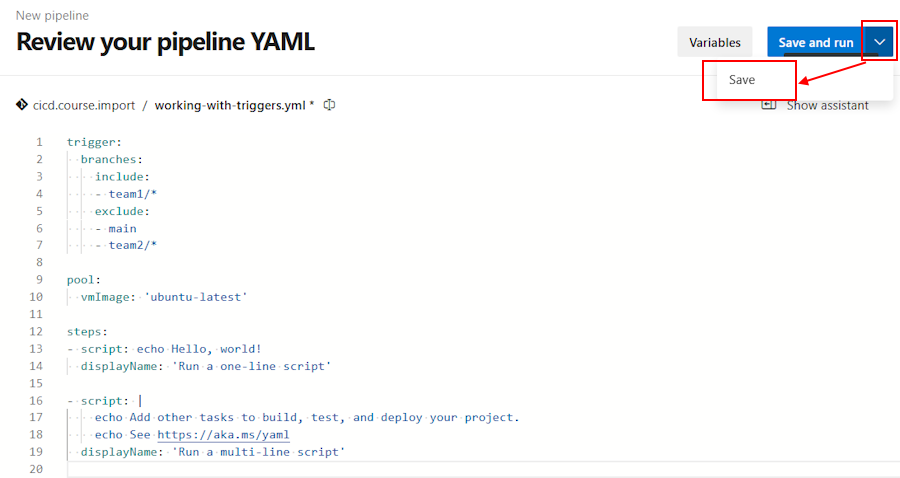 New pipeline
Review your pipeline YAML
Variables
Save and run
Save
cicd.course.import / working-with-triggers.yml *
Show assistant
1 trigger:
2   branches:
3     include:
4     - team1/*
5     exclude:
6     - main
7     - team2/*
8
9 pool:
10   vmImage: 'ubuntu-latest'
11
12 steps:
13 - script: echo Hello, world!
14   displayName: 'Run a one-line script'
15
16 - script: |
17     echo Add other tasks to build, test, and deploy your project.
18     echo See https://aka.ms/yaml
19   displayName: 'Run a multi-line script'
20